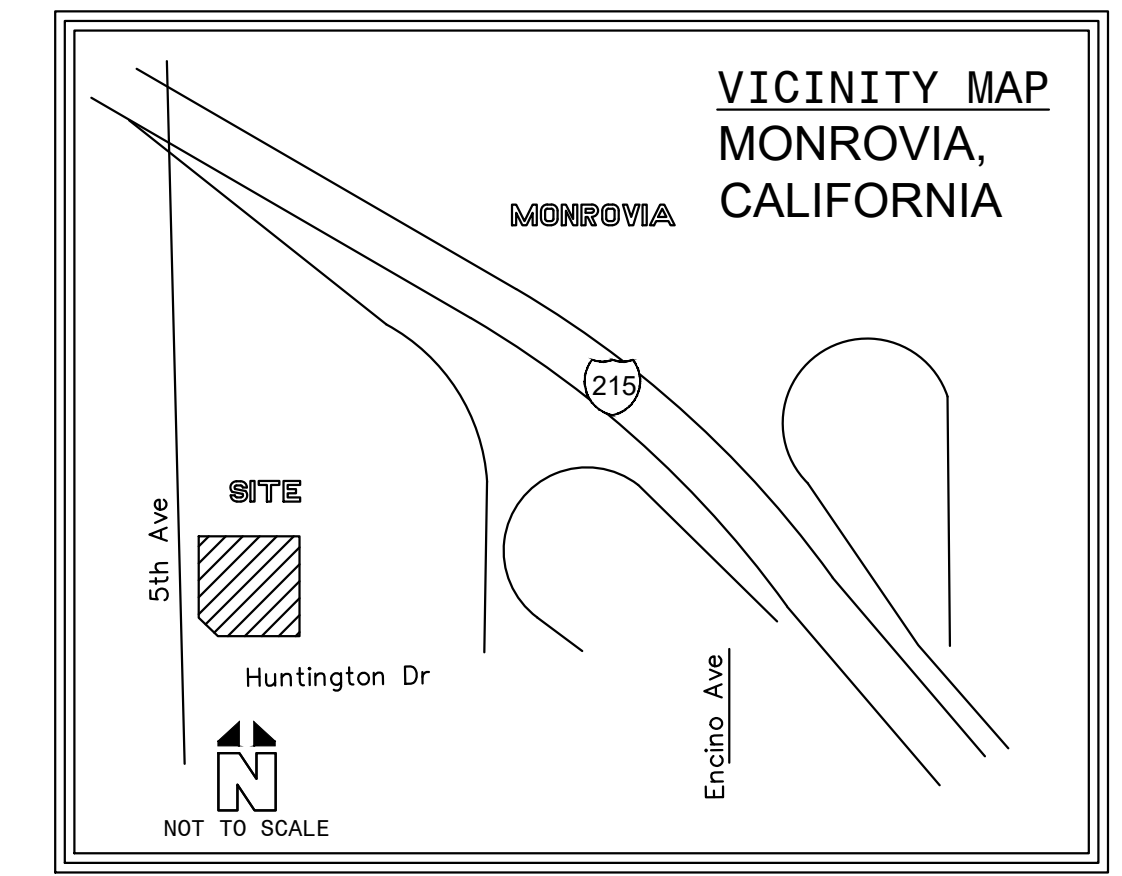 VICINITY MAP
MONROVIA,
CALIFORNIA
MONROVIA
215
SITE
5th Ave
Huntington Dr
Encino Ave
N
NOT TO SCALE